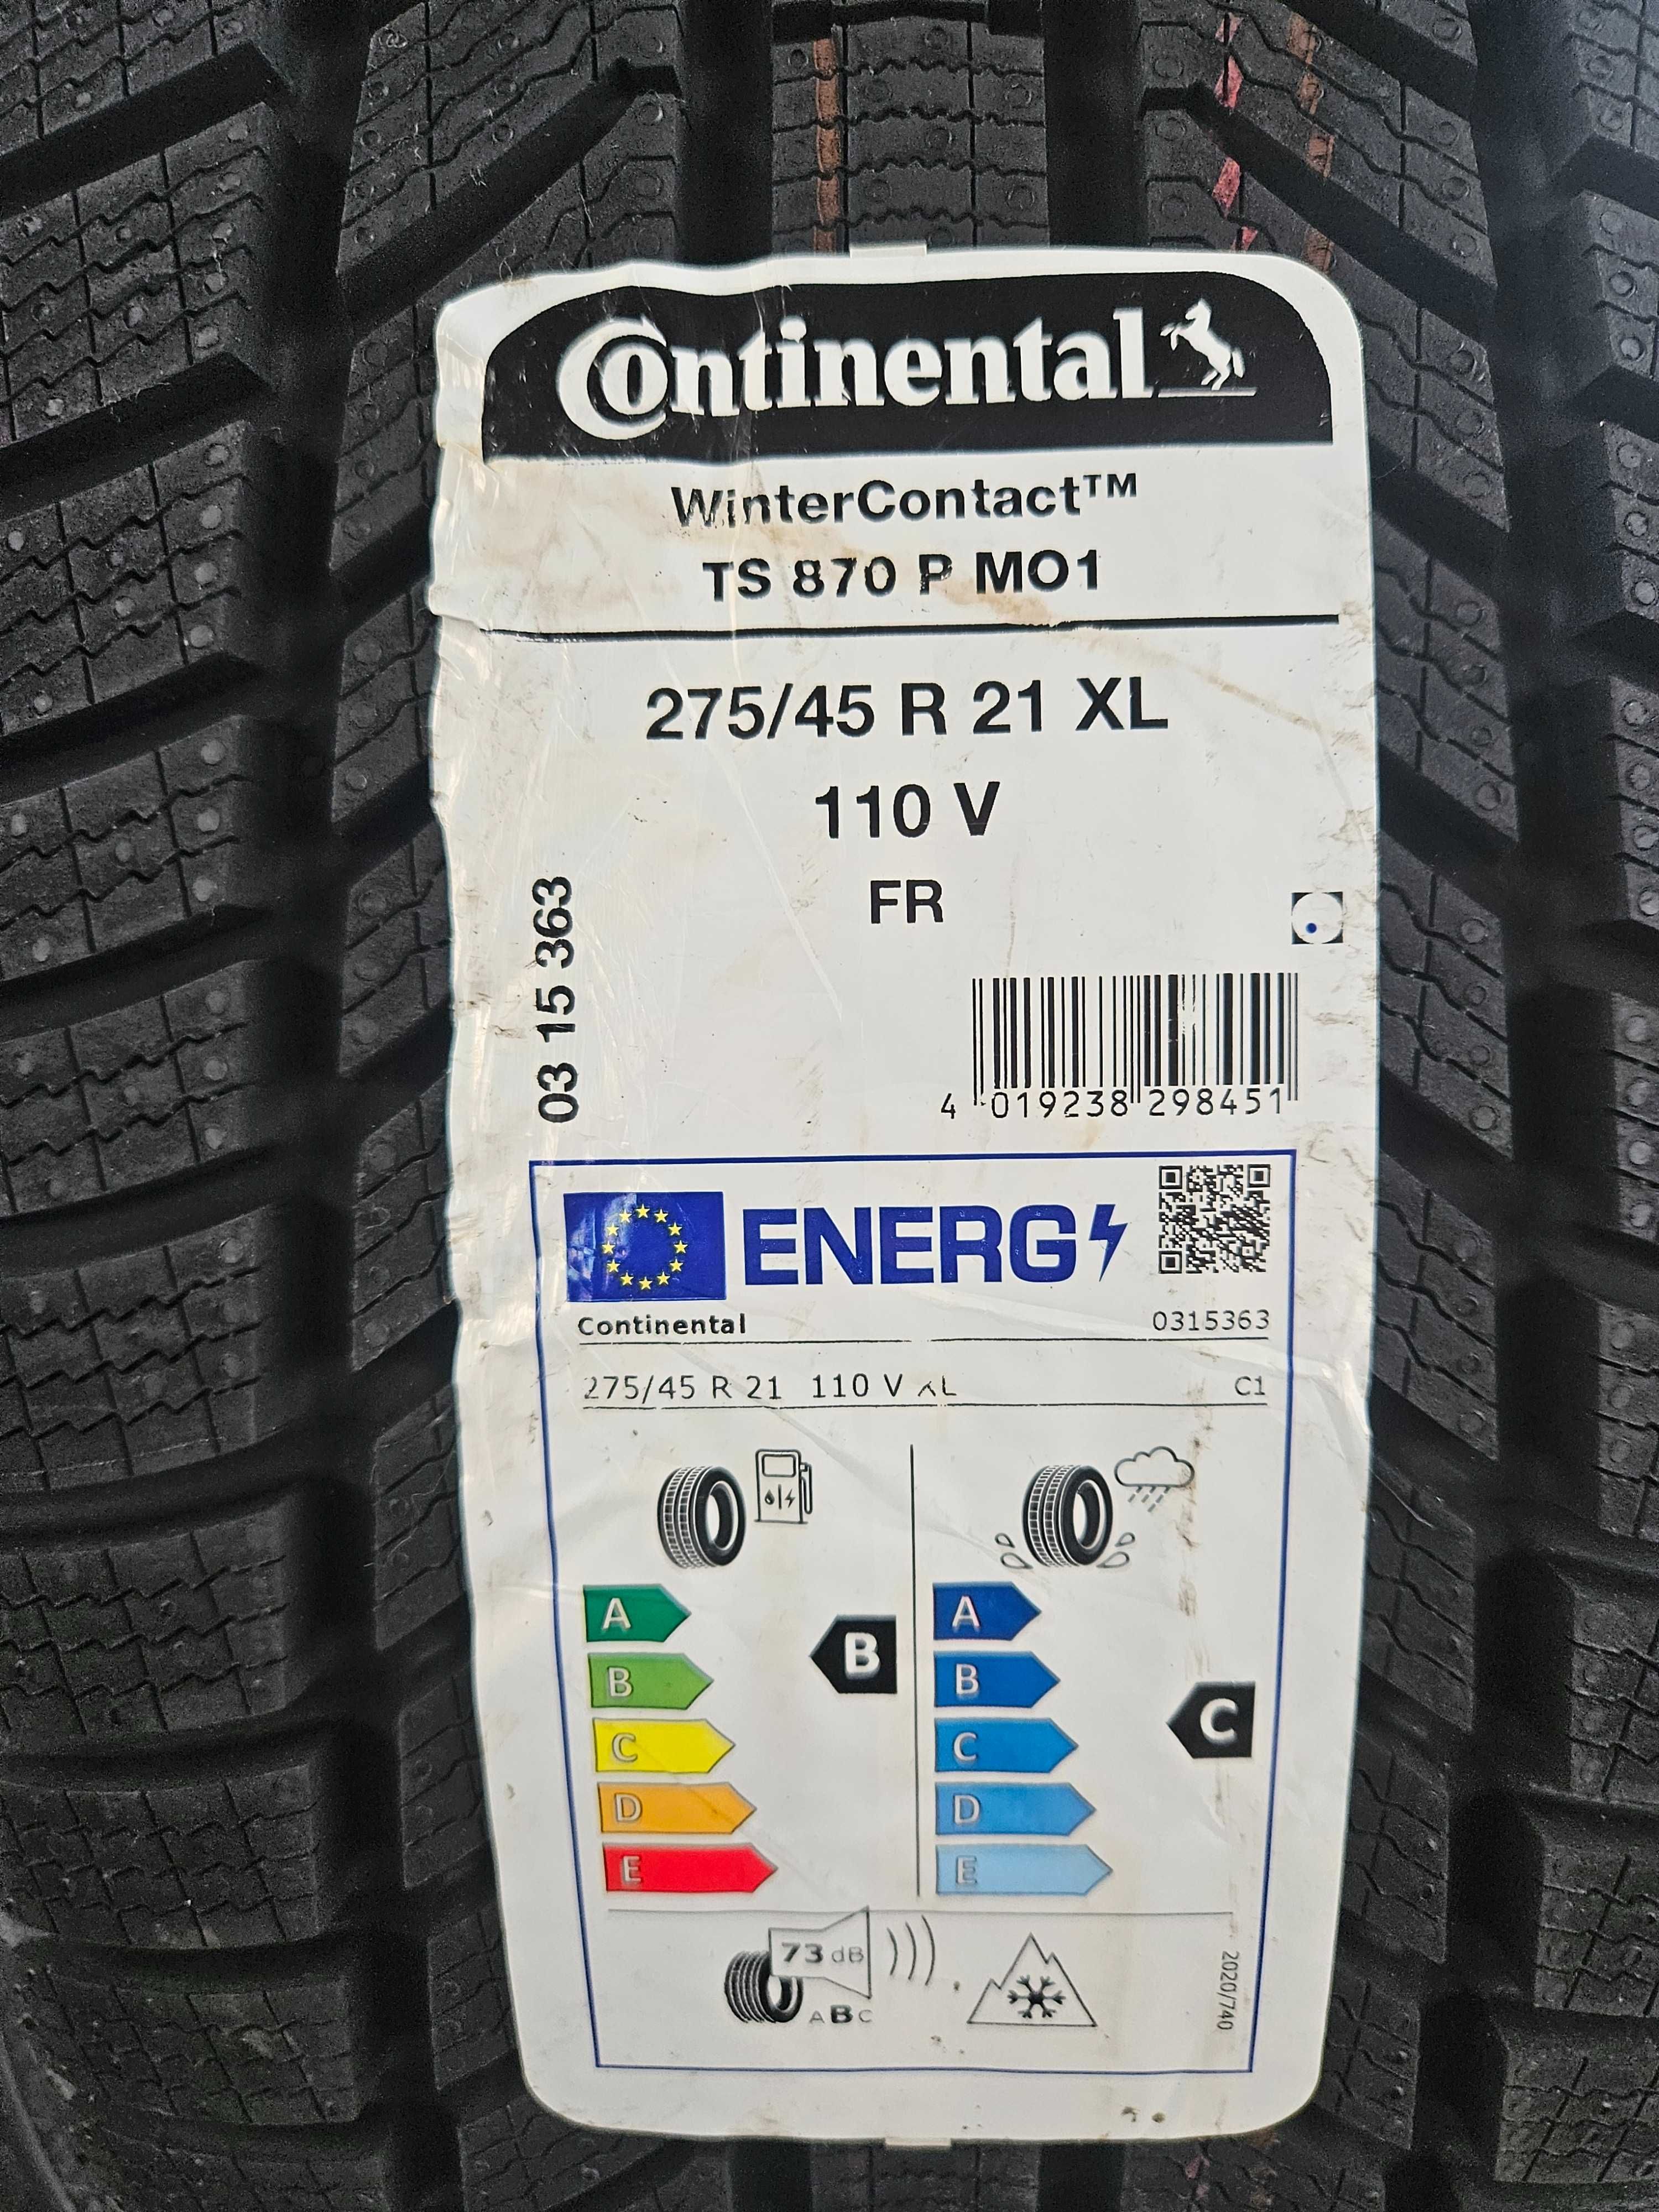 Continental
WinterContact™
TS 870 P MO1
275/45 R 21 XL
110 V
FR
03 15 363
4 019238 298451
ENERG
Continental 0315363
275/45 R 21 110 V XL C1
A
B
C
D
E
B
A
B
C
D
E
C
73 dB
ABC
2020/740